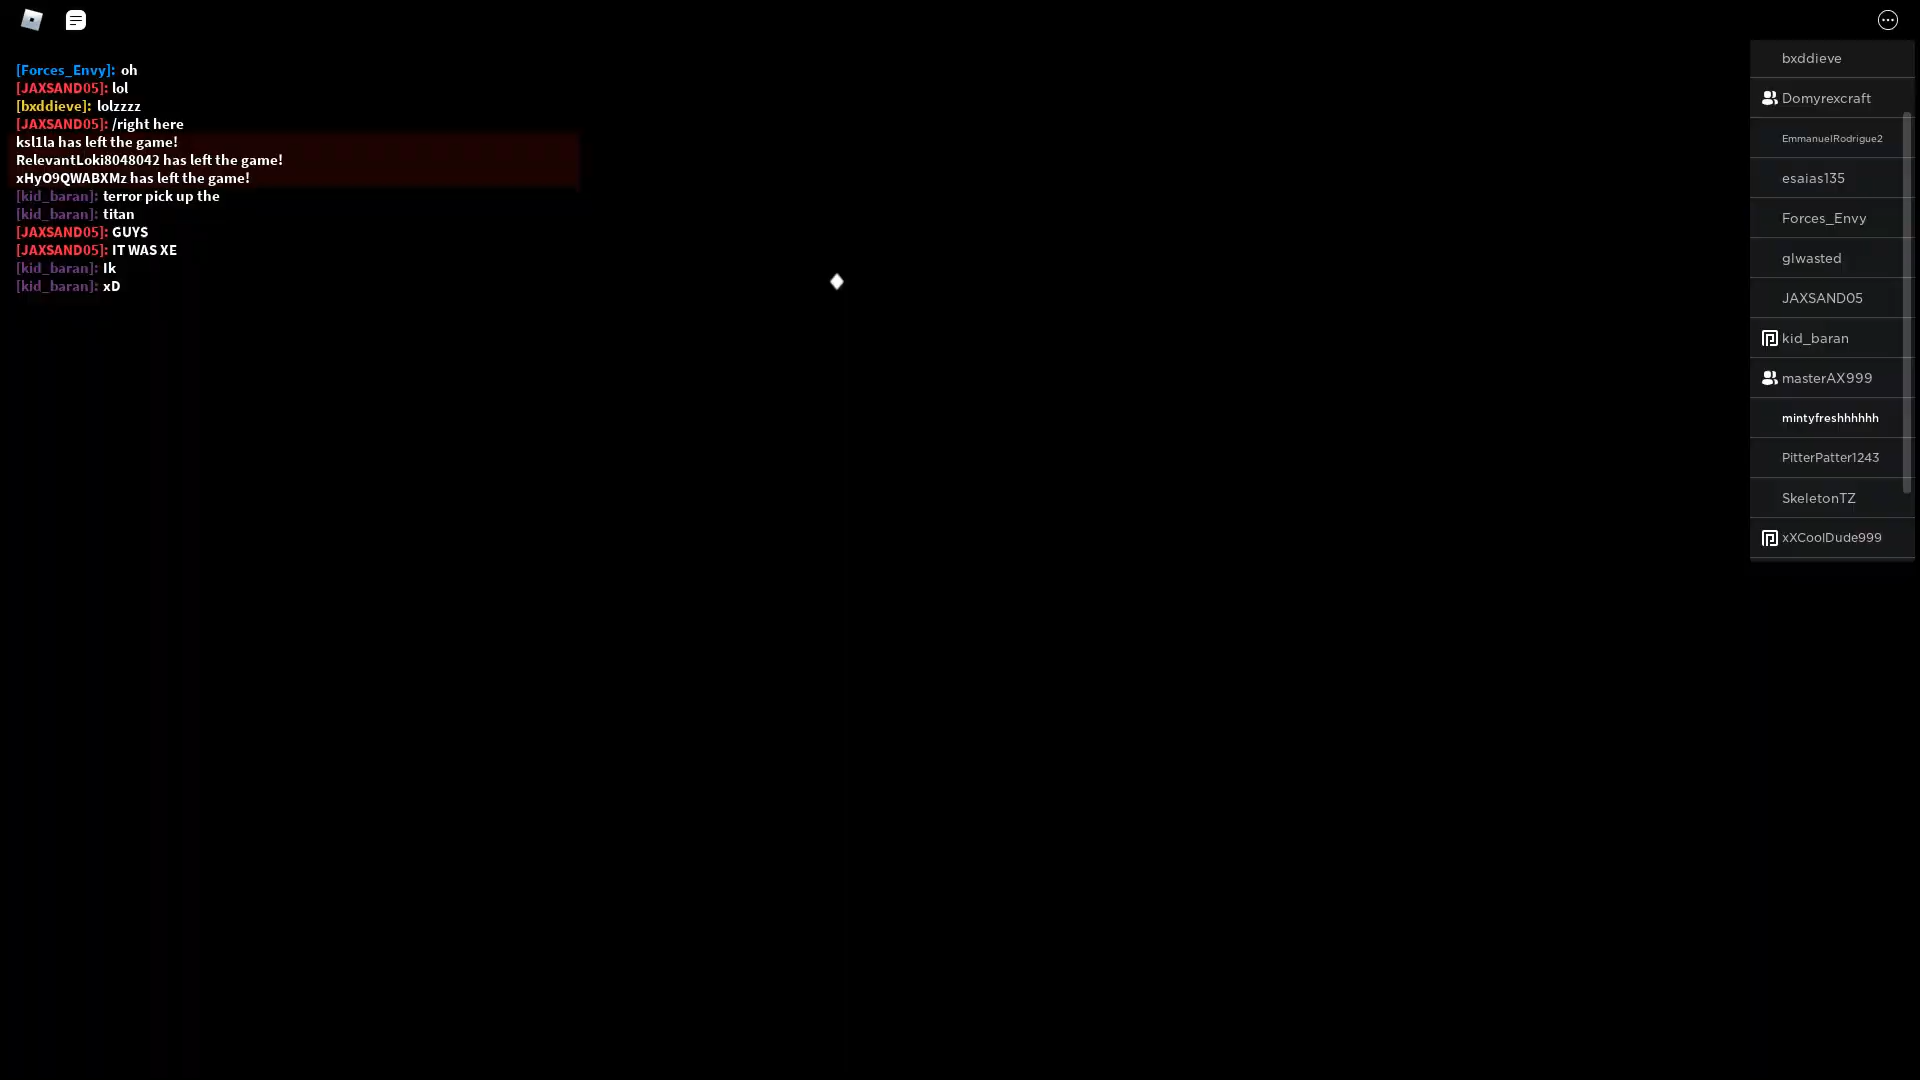 [Forces_Envy]: oh
[JAXSAND05]: lol
[bxddieve]: lolzzzz
[JAXSAND05]: /right here
ksl1la has left the game!
RelevantLoki8048042 has left the game!
xHyO9QWABXMz has left the game!
[kid_baran]: terror pick up the
[kid_baran]: titan
[JAXSAND05]: GUYS
[JAXSAND05]: IT WAS XE
[kid_baran]: Ik
[kid_baran]: xD
bxddieve
Domyrexcraft
EmmanuelRodrigue2
esaias135
Forces_Envy
glwasted
JAXSAND05
kid_baran
masterAX999
mintyfreshhhhhh
PitterPatter1243
SkeletonTZ
xXCoolDude999